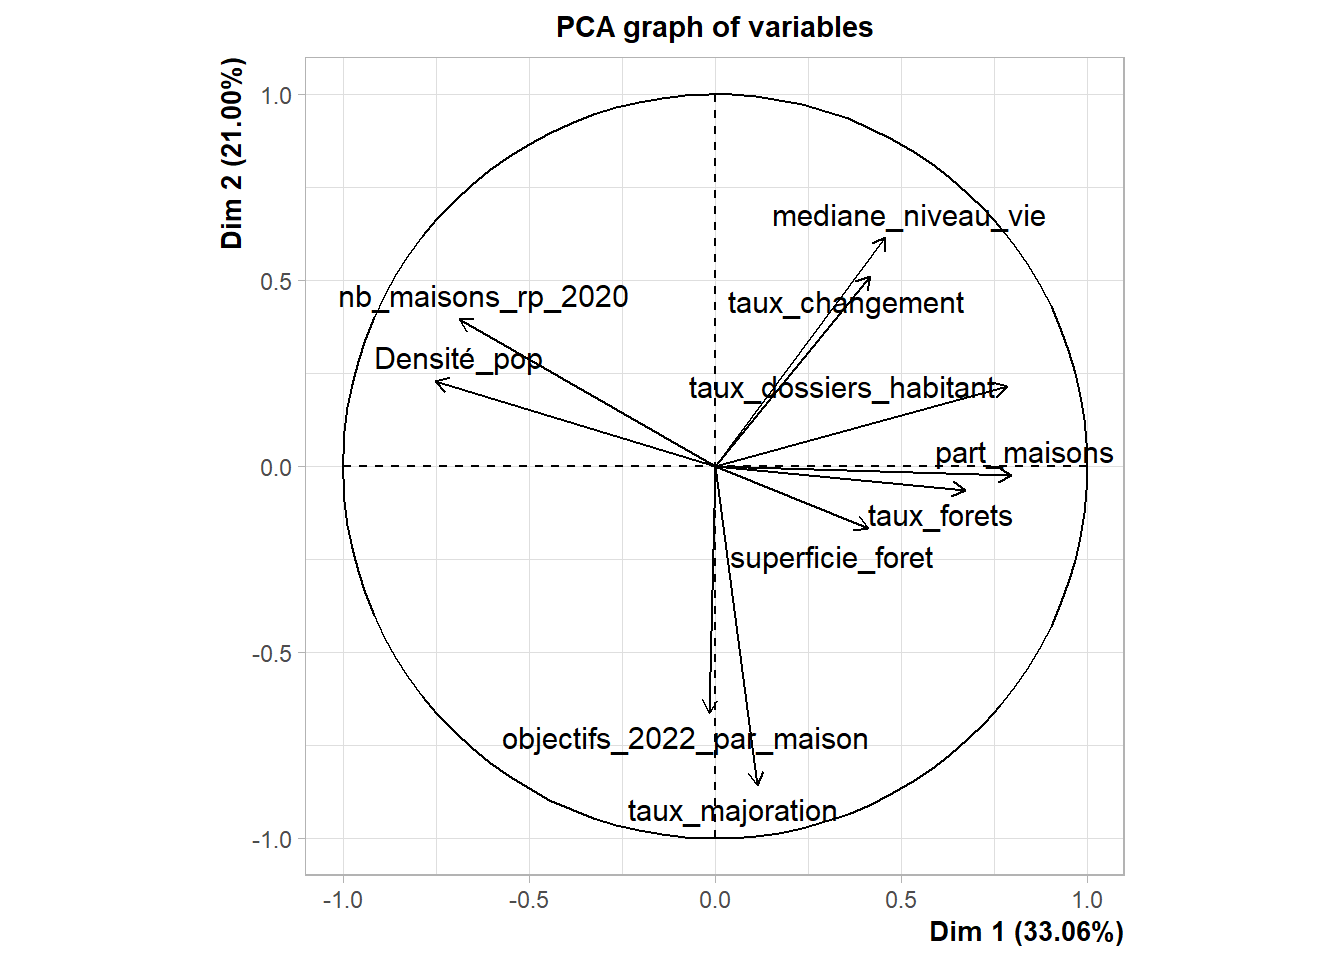 PCA graph of variables
Dim 2 (21.00%)
1.0
0.5
0.0
-0.5
-1.0
mediane_niveau_vie
nb_maisons_rp_2020
taux_changement
Densité_pop
taux_dossiers_habitant
part_maisons
taux_forets
superficie_foret
objectifs_2022_par_maison
taux_majoration
-1.0
-0.5
0.0
0.5
1.0
Dim 1 (33.06%)